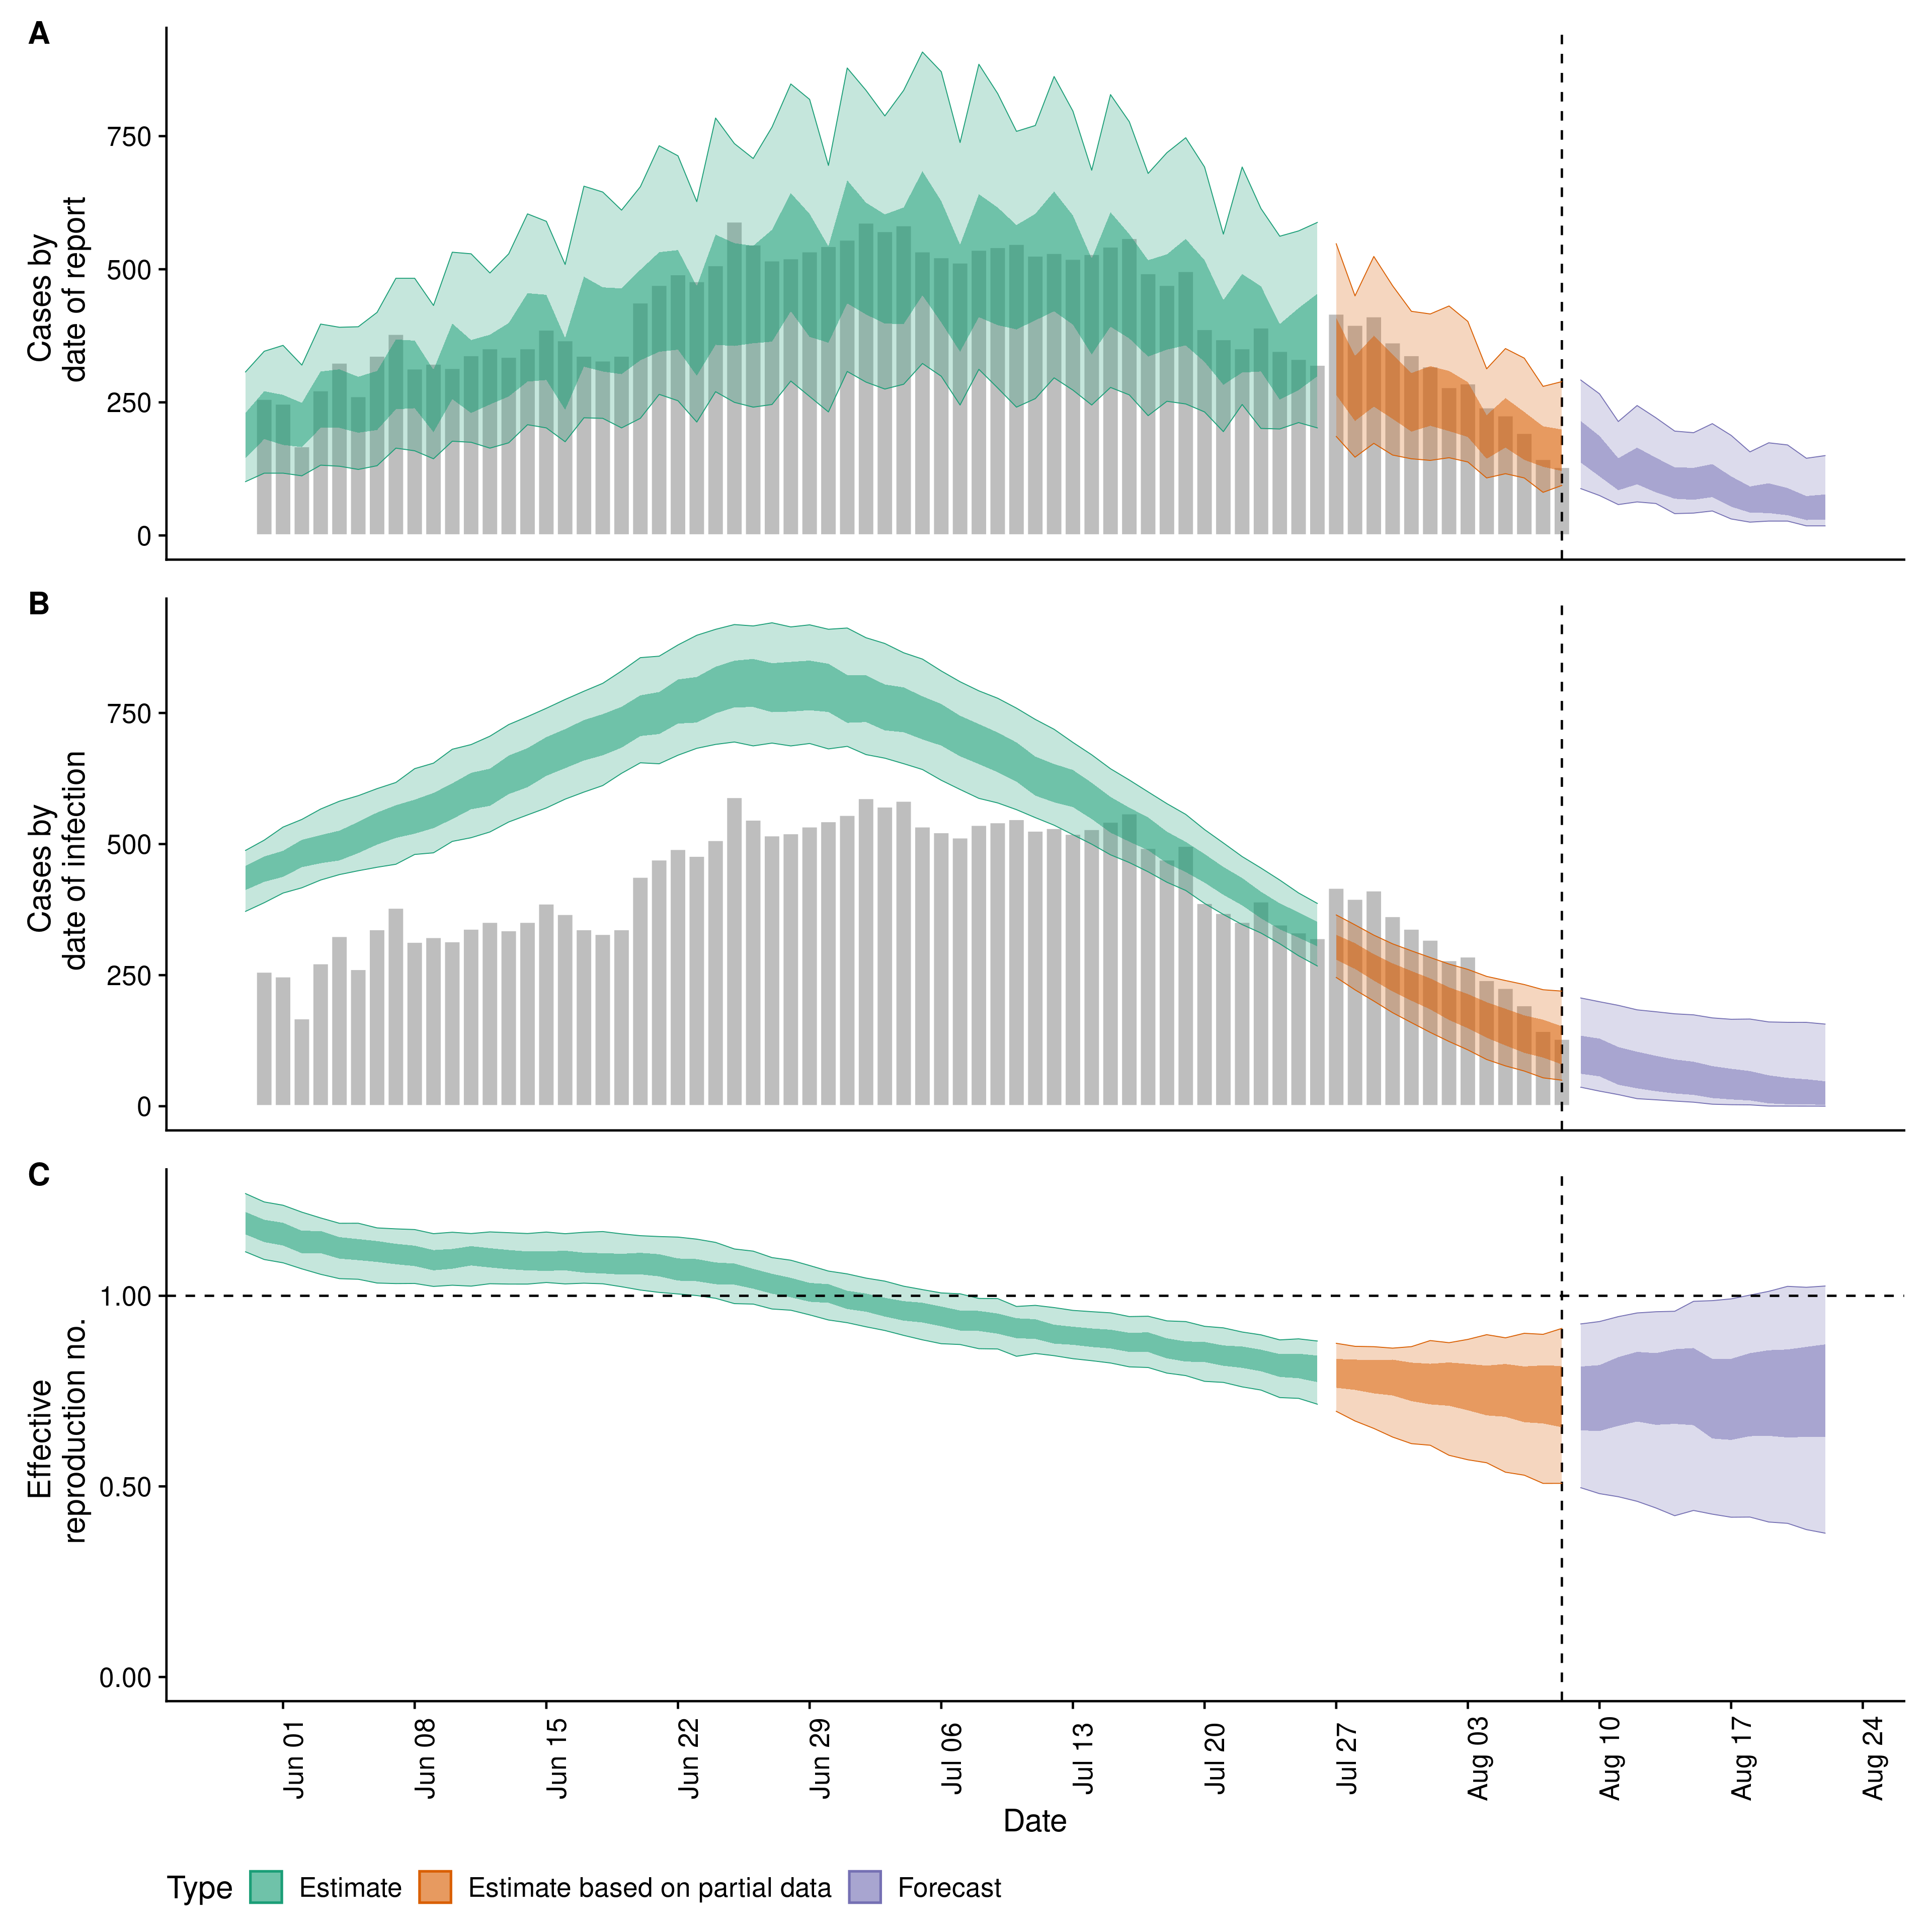 A
Cases by
date of report
750
500
250
0
B
Cases by
date of infection
750
500
250
0
C
Effective
reproduction no.
1.00
0.50
0.00
Jun 01
Jun 08
Jun 15
Jun 22
Jun 29
Jul 06
Jul 13
Jul 20
Jul 27
Aug 03
Aug 10
Aug 17
Aug 24
Date
Type Estimate Estimate based on partial data Forecast